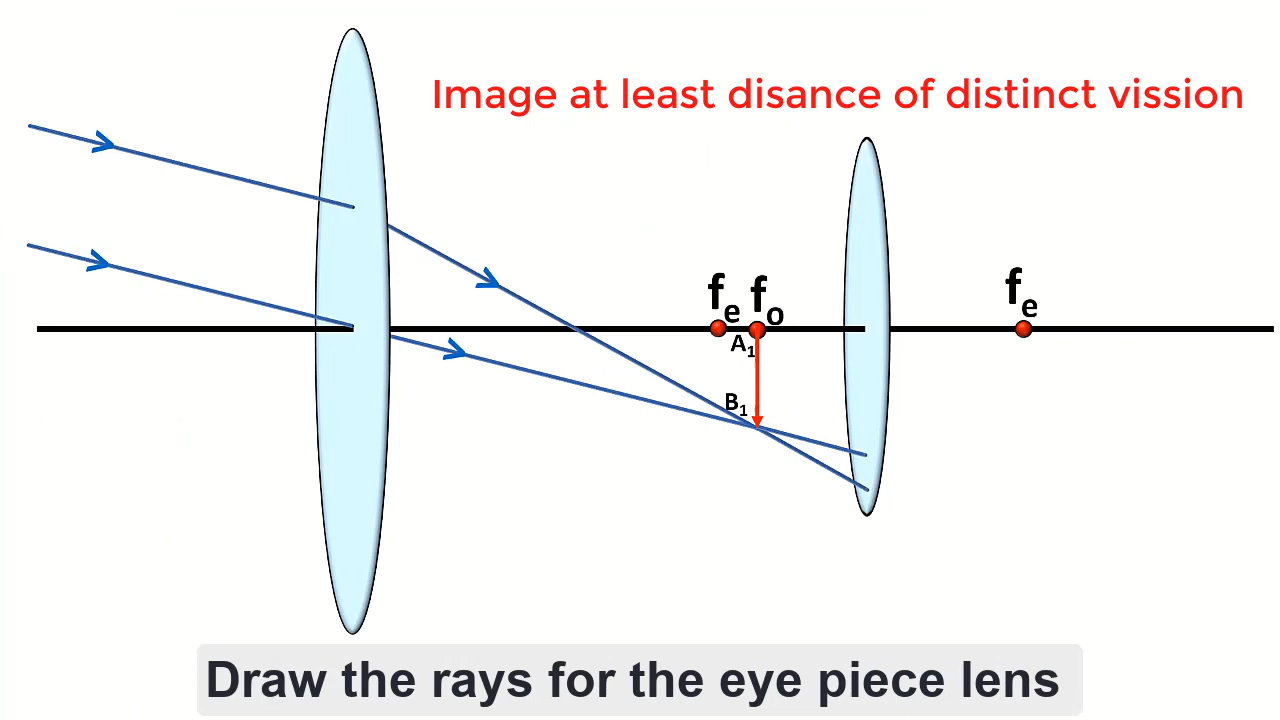 Image at least disance of distinct vission
fe fo fe
A1
B1
Draw the rays for the eye piece lens